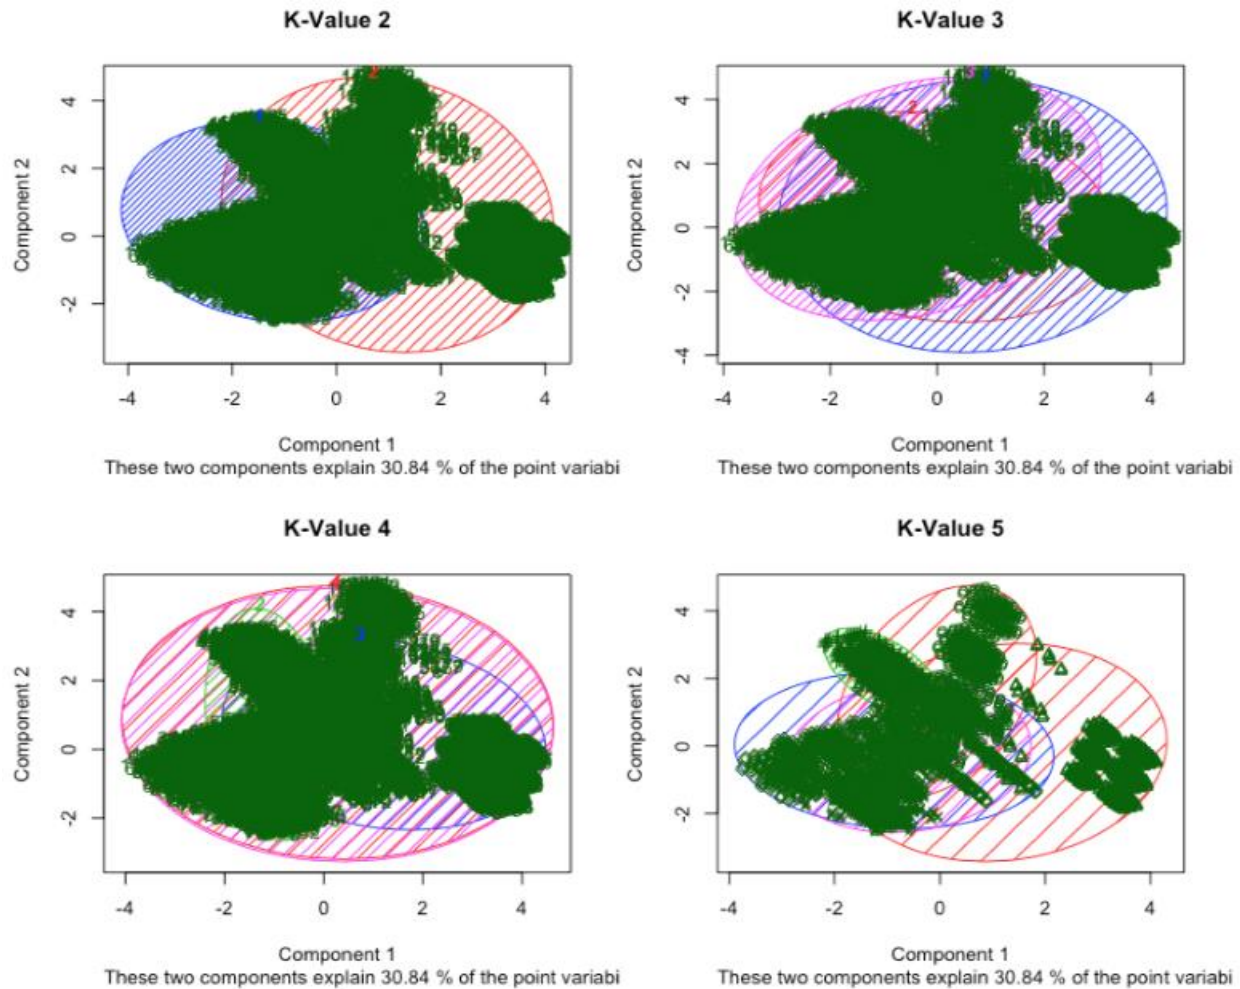 K-Value 2
K-Value 3
Component 2
4
2
0
-2
-4
-2
0
2
4
Component 1
These two components explain 30.84 % of the point variabi
Component 2
4
2
0
-2
-4
-4
-2
0
2
4
Component 1
These two components explain 30.84 % of the point variabi
K-Value 4
K-Value 5
Component 2
4
2
0
-2
-4
-2
0
2
4
Component 1
These two components explain 30.84 % of the point variabi
Component 2
4
2
0
-2
-4
-2
0
2
4
Component 1
These two components explain 30.84 % of the point variabi